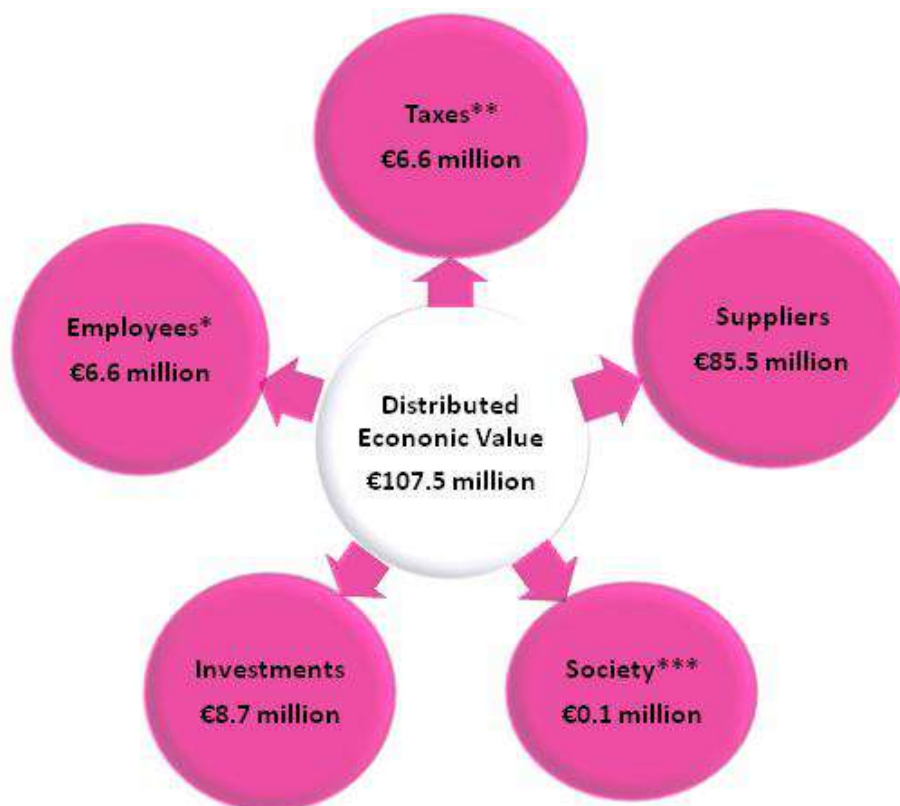 Taxes**
€6.6 million
Employees*
€6.6 million
Suppliers
€85.5 million
Distributed
Econonic Value
€107.5 million
Investments
€8.7 million
Society***
€0.1 million